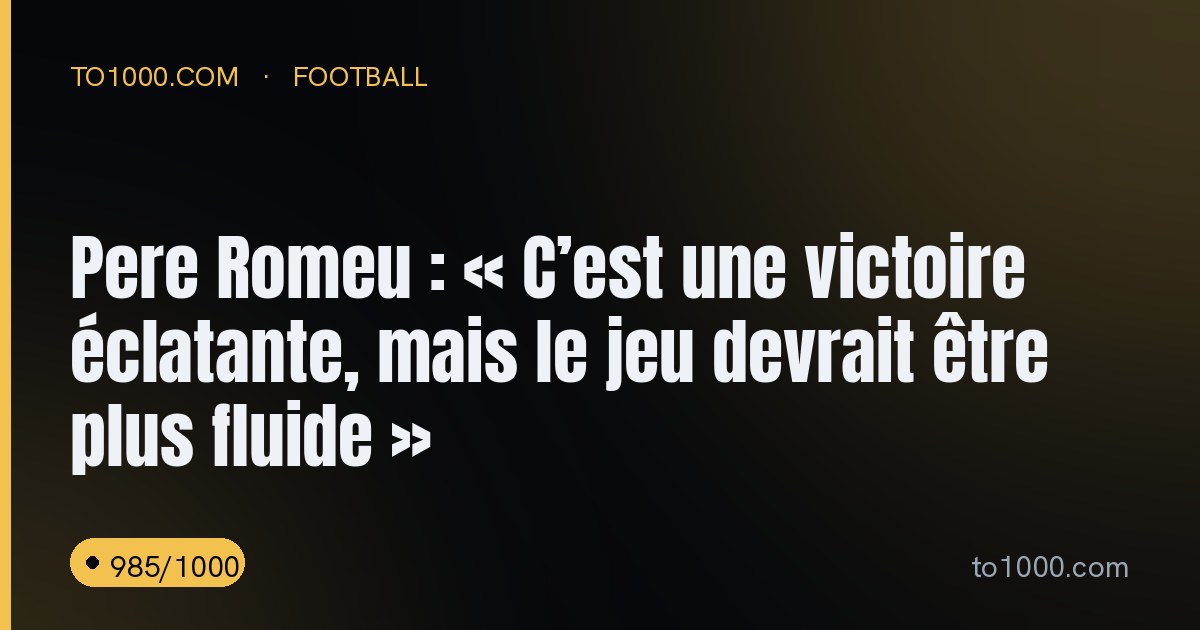 TO1000.COM · FOOTBALL
Pere Romeu : « C’est une victoire
éclatante, mais le jeu devrait être
plus fluide »
985/1000
to1000.com